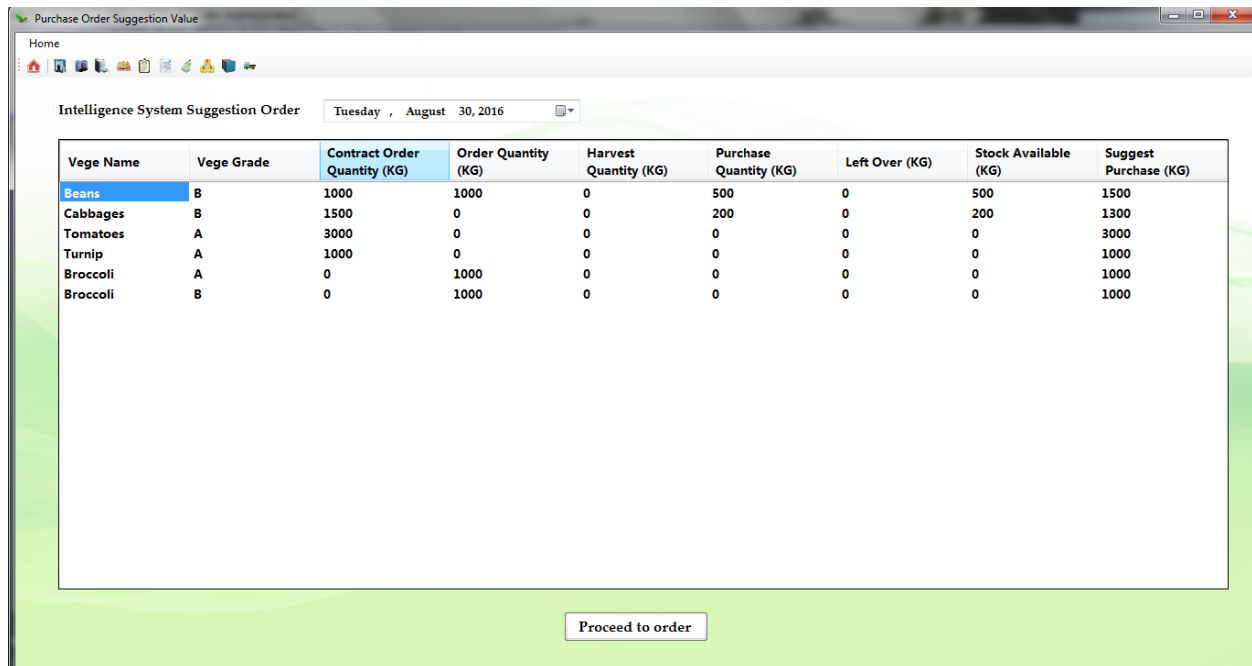 Purchase Order Suggestion Value
Home
Intelligence System Suggestion Order Tuesday , August 30, 2016
Vege Name Vege Grade Contract Order Quantity (KG) Order Quantity (KG) Harvest Quantity (KG) Purchase Quantity (KG) Left Over (KG) Stock Available (KG) Suggest Purchase (KG)
Beans B 1000 1000 0 500 0 500 1500
Cabbages B 1500 0 0 200 0 200 1300
Tomatoes A 3000 0 0 0 0 0 3000
Turnip A 1000 0 0 0 0 0 1000
Broccoli A 0 1000 0 0 0 0 1000
Broccoli B 0 1000 0 0 0 0 1000
Proceed to order